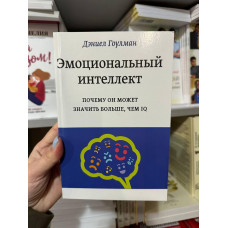 Дэниел Гоулман
Эмоциональный
интеллект
ПОЧЕМУ ОН МОЖЕТ
ЗНАЧИТЬ БОЛЬШЕ, ЧЕМ IQ